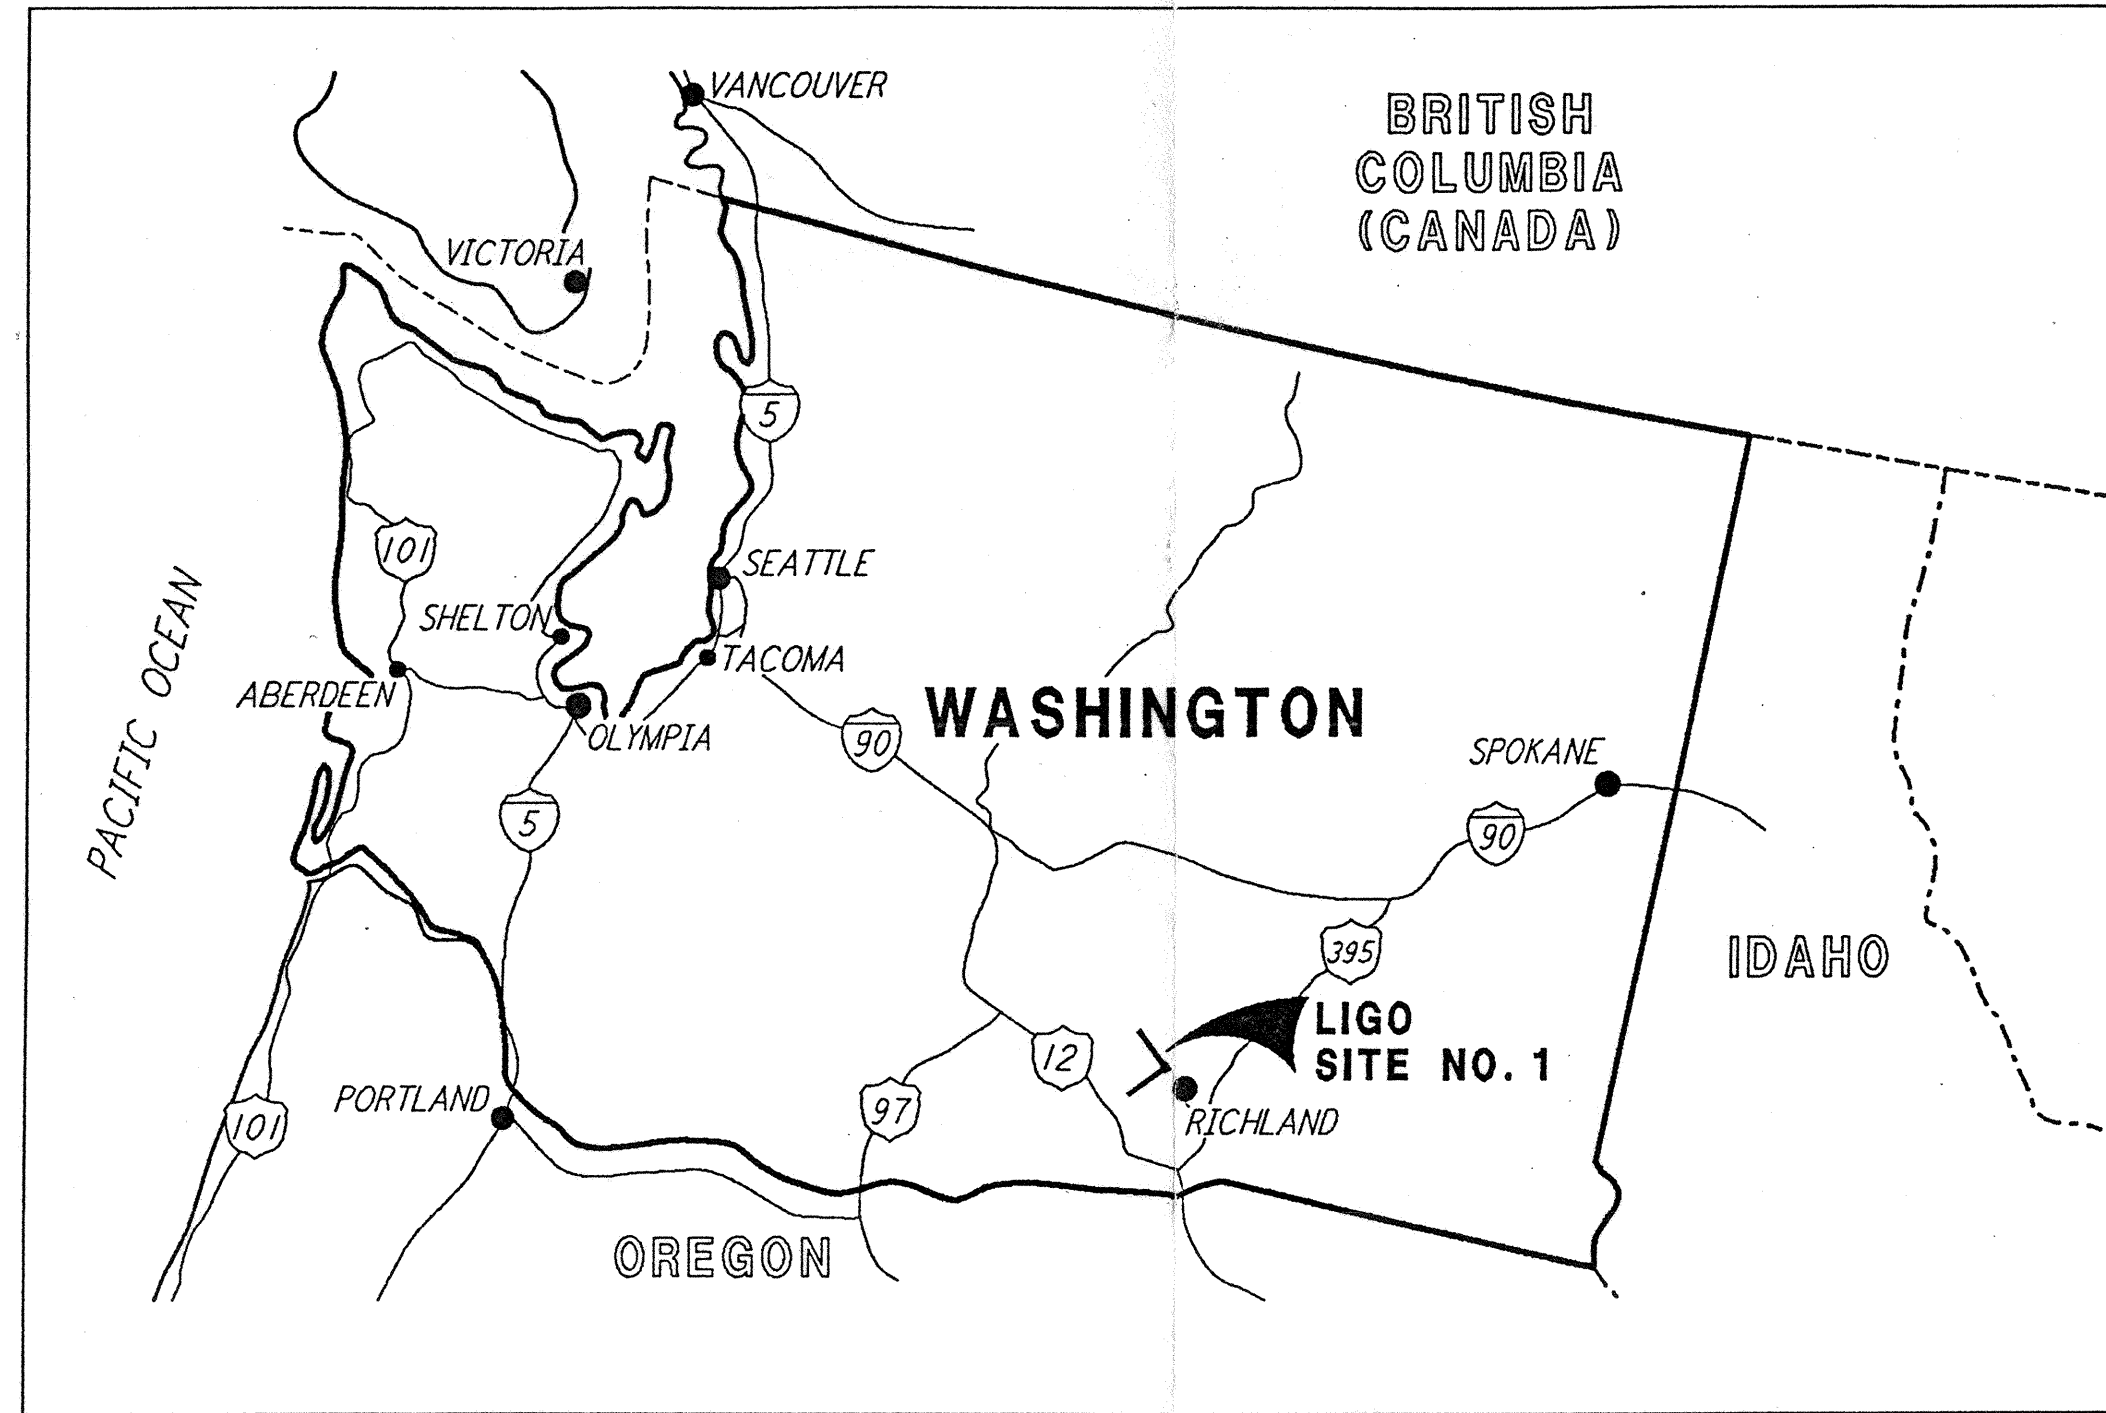 VANCOUVER
BRITISH
COLUMBIA
(CANADA)
VICTORIA
5
101
SEATTLE
SHELTON
TACOMA
ABERDEEN
OLYMPIA
PACIFIC OCEAN
90
WASHINGTON
SPOKANE
5
90
395
IDAHO
LIGO
SITE NO. 1
12
PORTLAND
97
101
RICHLAND
OREGON